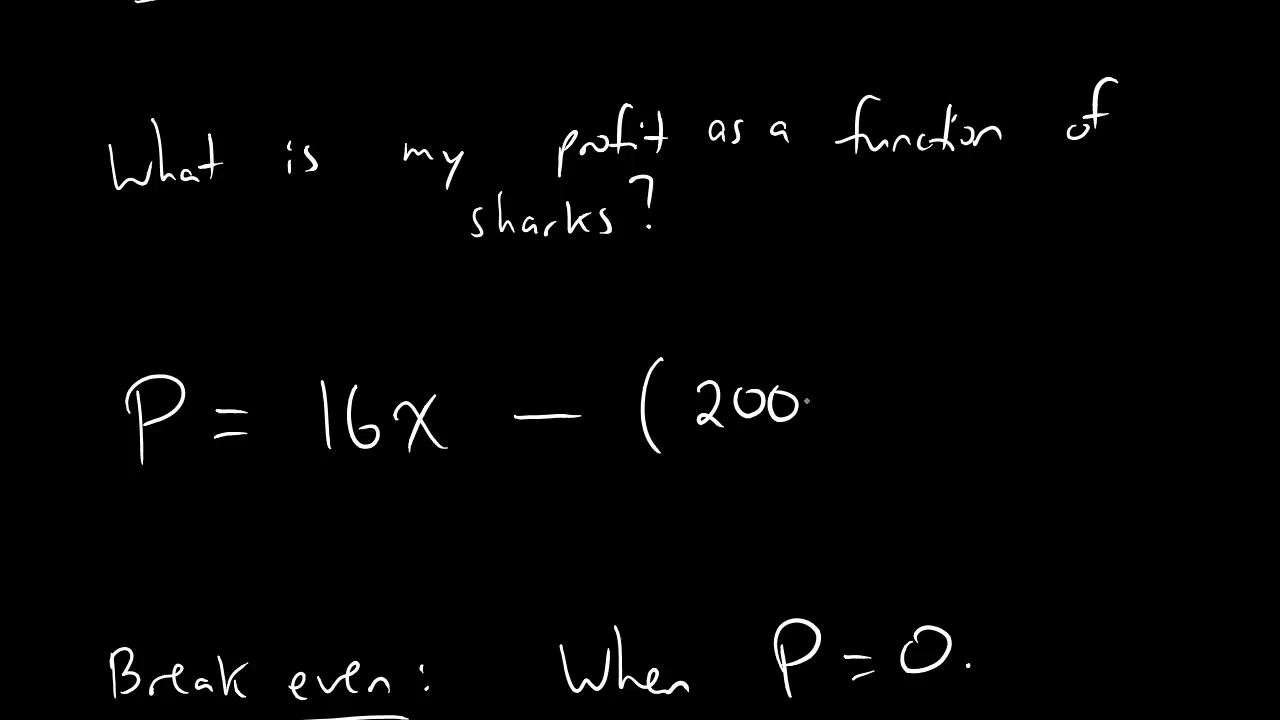 What is my profit as a function of
sharks?
P = 16x — ( 200
Break even: When P = 0.